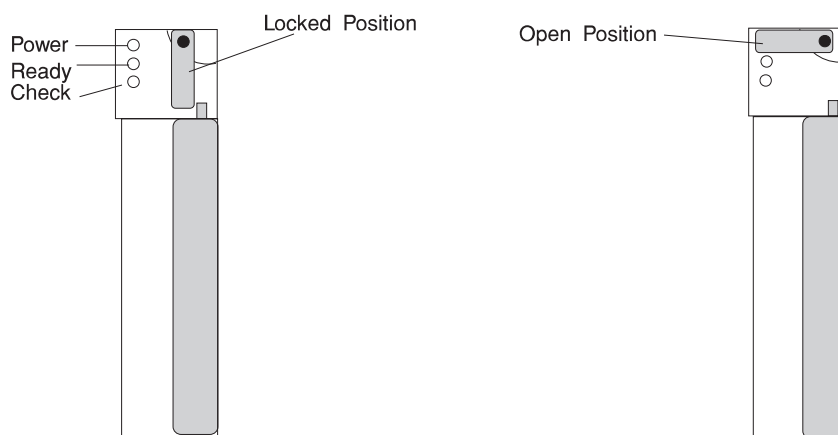 Locked Position
Open Position
Power
Ready
Check